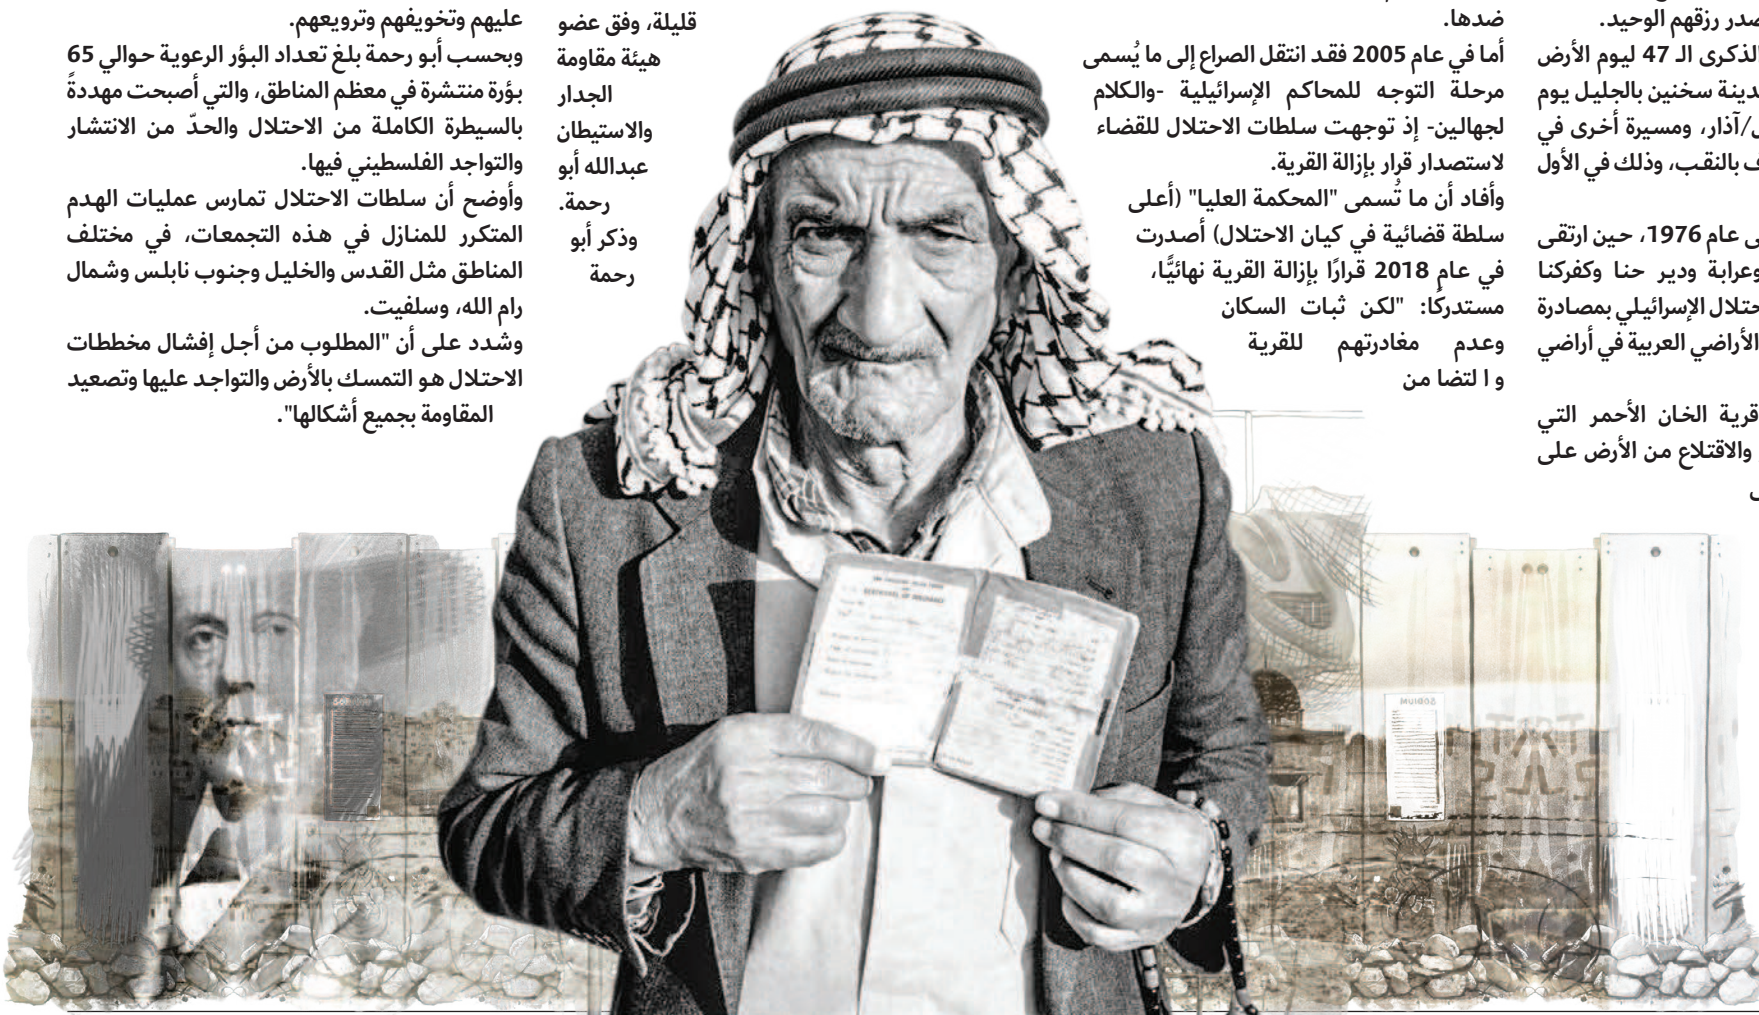 صدر رزقهم الوحيد.
الذكرى الـ 47 ليوم الأرض
دينة سخنين بالجليل يوم
/آذار، ومسيرة أخرى في
ف بالنقب، وذلك في الأول
ى عام 1976، حين ارتقى
وعرابة ودير حنا وكفركنا
حتلال الإسرائيلي بمصادرة
الأراضي العربية في أراضي
قرية الخان الأحمر التي
والاقتلاع من الأرض على
ضدها.
أما في عام 2005 فقد انتقل الصراع إلى ما يُسمى
مرحلة التوجه للمحاكم الإسرائيلية -والكلام
لجهالين- إذ توجهت سلطات الاحتلال للقضاء
لاستصدار قرار بإزالة القرية.
وأفاد أن ما تُسمى "المحكمة العليا" (أعلى
سلطة قضائية في كيان الاحتلال) أصدرت
في عام 2018 قرارًا بإزالة القرية نهائيًّا،
مستدركًا: "لكن ثبات السكان
وعدم مغادرتهم للقرية
و ا لتضا من
قليلة، وفق عضو
هيئة مقاومة
الجدار
والاستيطان
عبدالله أبو
رحمة.
وذكر أبو
رحمة
عليهم وتخويفهم وترويعهم.
وبحسب أبو رحمة بلغ تعداد البؤر الرعوية حوالي 65
بؤرة منتشرة في معظم المناطق، والتي أصبحت مهددةً
بالسيطرة الكاملة من الاحتلال والحدّ من الانتشار
والتواجد الفلسطيني فيها.
وأوضح أن سلطات الاحتلال تمارس عمليات الهدم
المتكرر للمنازل في هذه التجمعات، في مختلف
المناطق مثل القدس والخليل وجنوب نابلس وشمال
رام الله، وسلفيت.
وشدد على أن "المطلوب من أجل إفشال مخططات
الاحتلال هو التمسك بالأرض والتواجد عليها وتصعيد
المقاومة بجميع أشكالها".